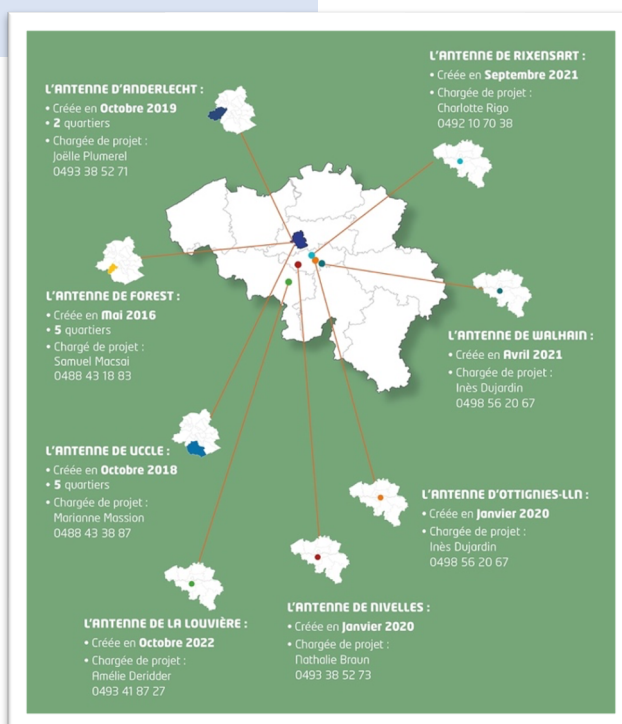 L'ANTENNE D'ANDERLECHT :
• Créée en Octobre 2019
• 2 quartiers
• Chargée de projet :
Joëlle Plumerel
0493 38 52 71
L'ANTENNE DE RIXENSART :
• Créée en Septembre 2021
• Chargée de projet :
Charlotte Rigo
0492 10 70 38
L'ANTENNE DE FOREST :
• Créée en Mai 2016
• 5 quartiers
• Chargé de projet :
Samuel Macsai
0488 43 18 83
L'ANTENNE DE WALHAIN :
• Créée en Avril 2021
• Chargée de projet :
Inès Dujardin
0498 56 20 67
L'ANTENNE DE UCCLE :
• Créée en Octobre 2018
• 5 quartiers
• Chargée de projet :
Marianne Massion
0488 43 38 87
L'ANTENNE D'OTTIGNIES-LLN :
• Créée en Janvier 2020
• Chargée de projet :
Inès Dujardin
0498 56 20 67
L'ANTENNE DE LA LOUVIÈRE :
• Créée en Octobre 2022
• Chargée de projet :
Amélie Deridder
0493 41 87 27
L'ANTENNE DE NIVELLES :
• Créée en Janvier 2020
• Chargée de projet :
Nathalie Braun
0493 38 52 73